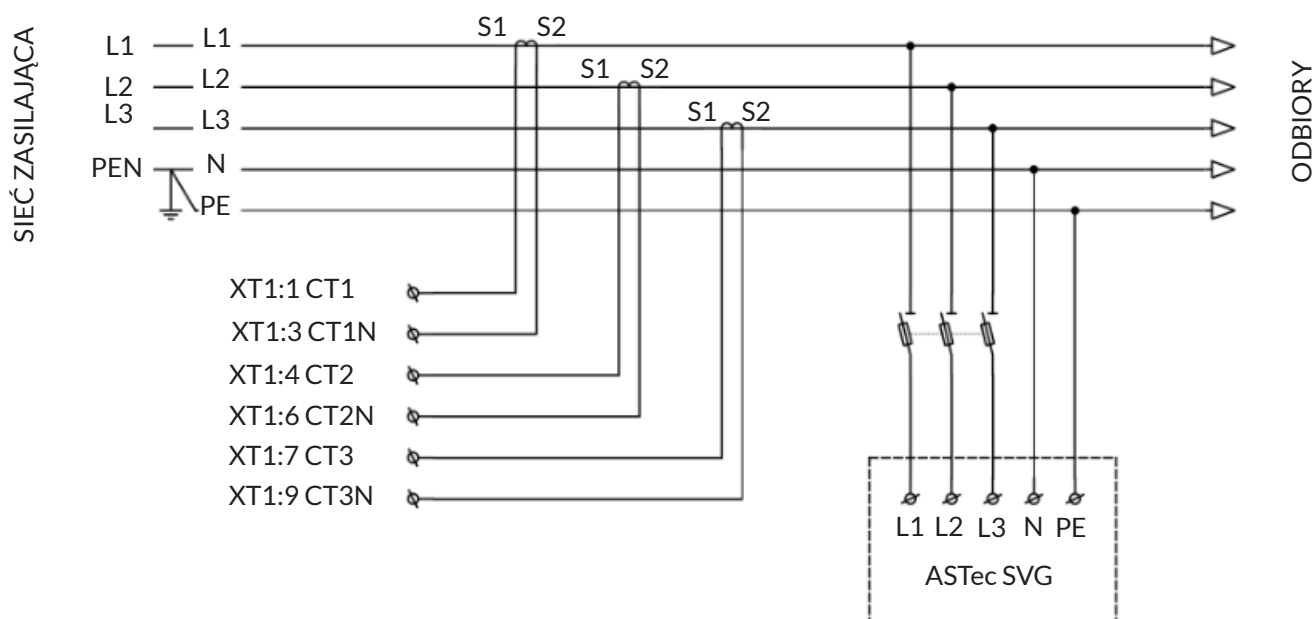 SIEĆ ZASILAJĄCA
L1 L1 S1 S2
L2 L2 S1 S2
L3 L3 S1 S2
PEN N
PE
ODBIORY
XT1:1 CT1
XT1:3 CT1N
XT1:4 CT2
XT1:6 CT2N
XT1:7 CT3
XT1:9 CT3N
L1 L2 L3 N PE
ASTec SVG